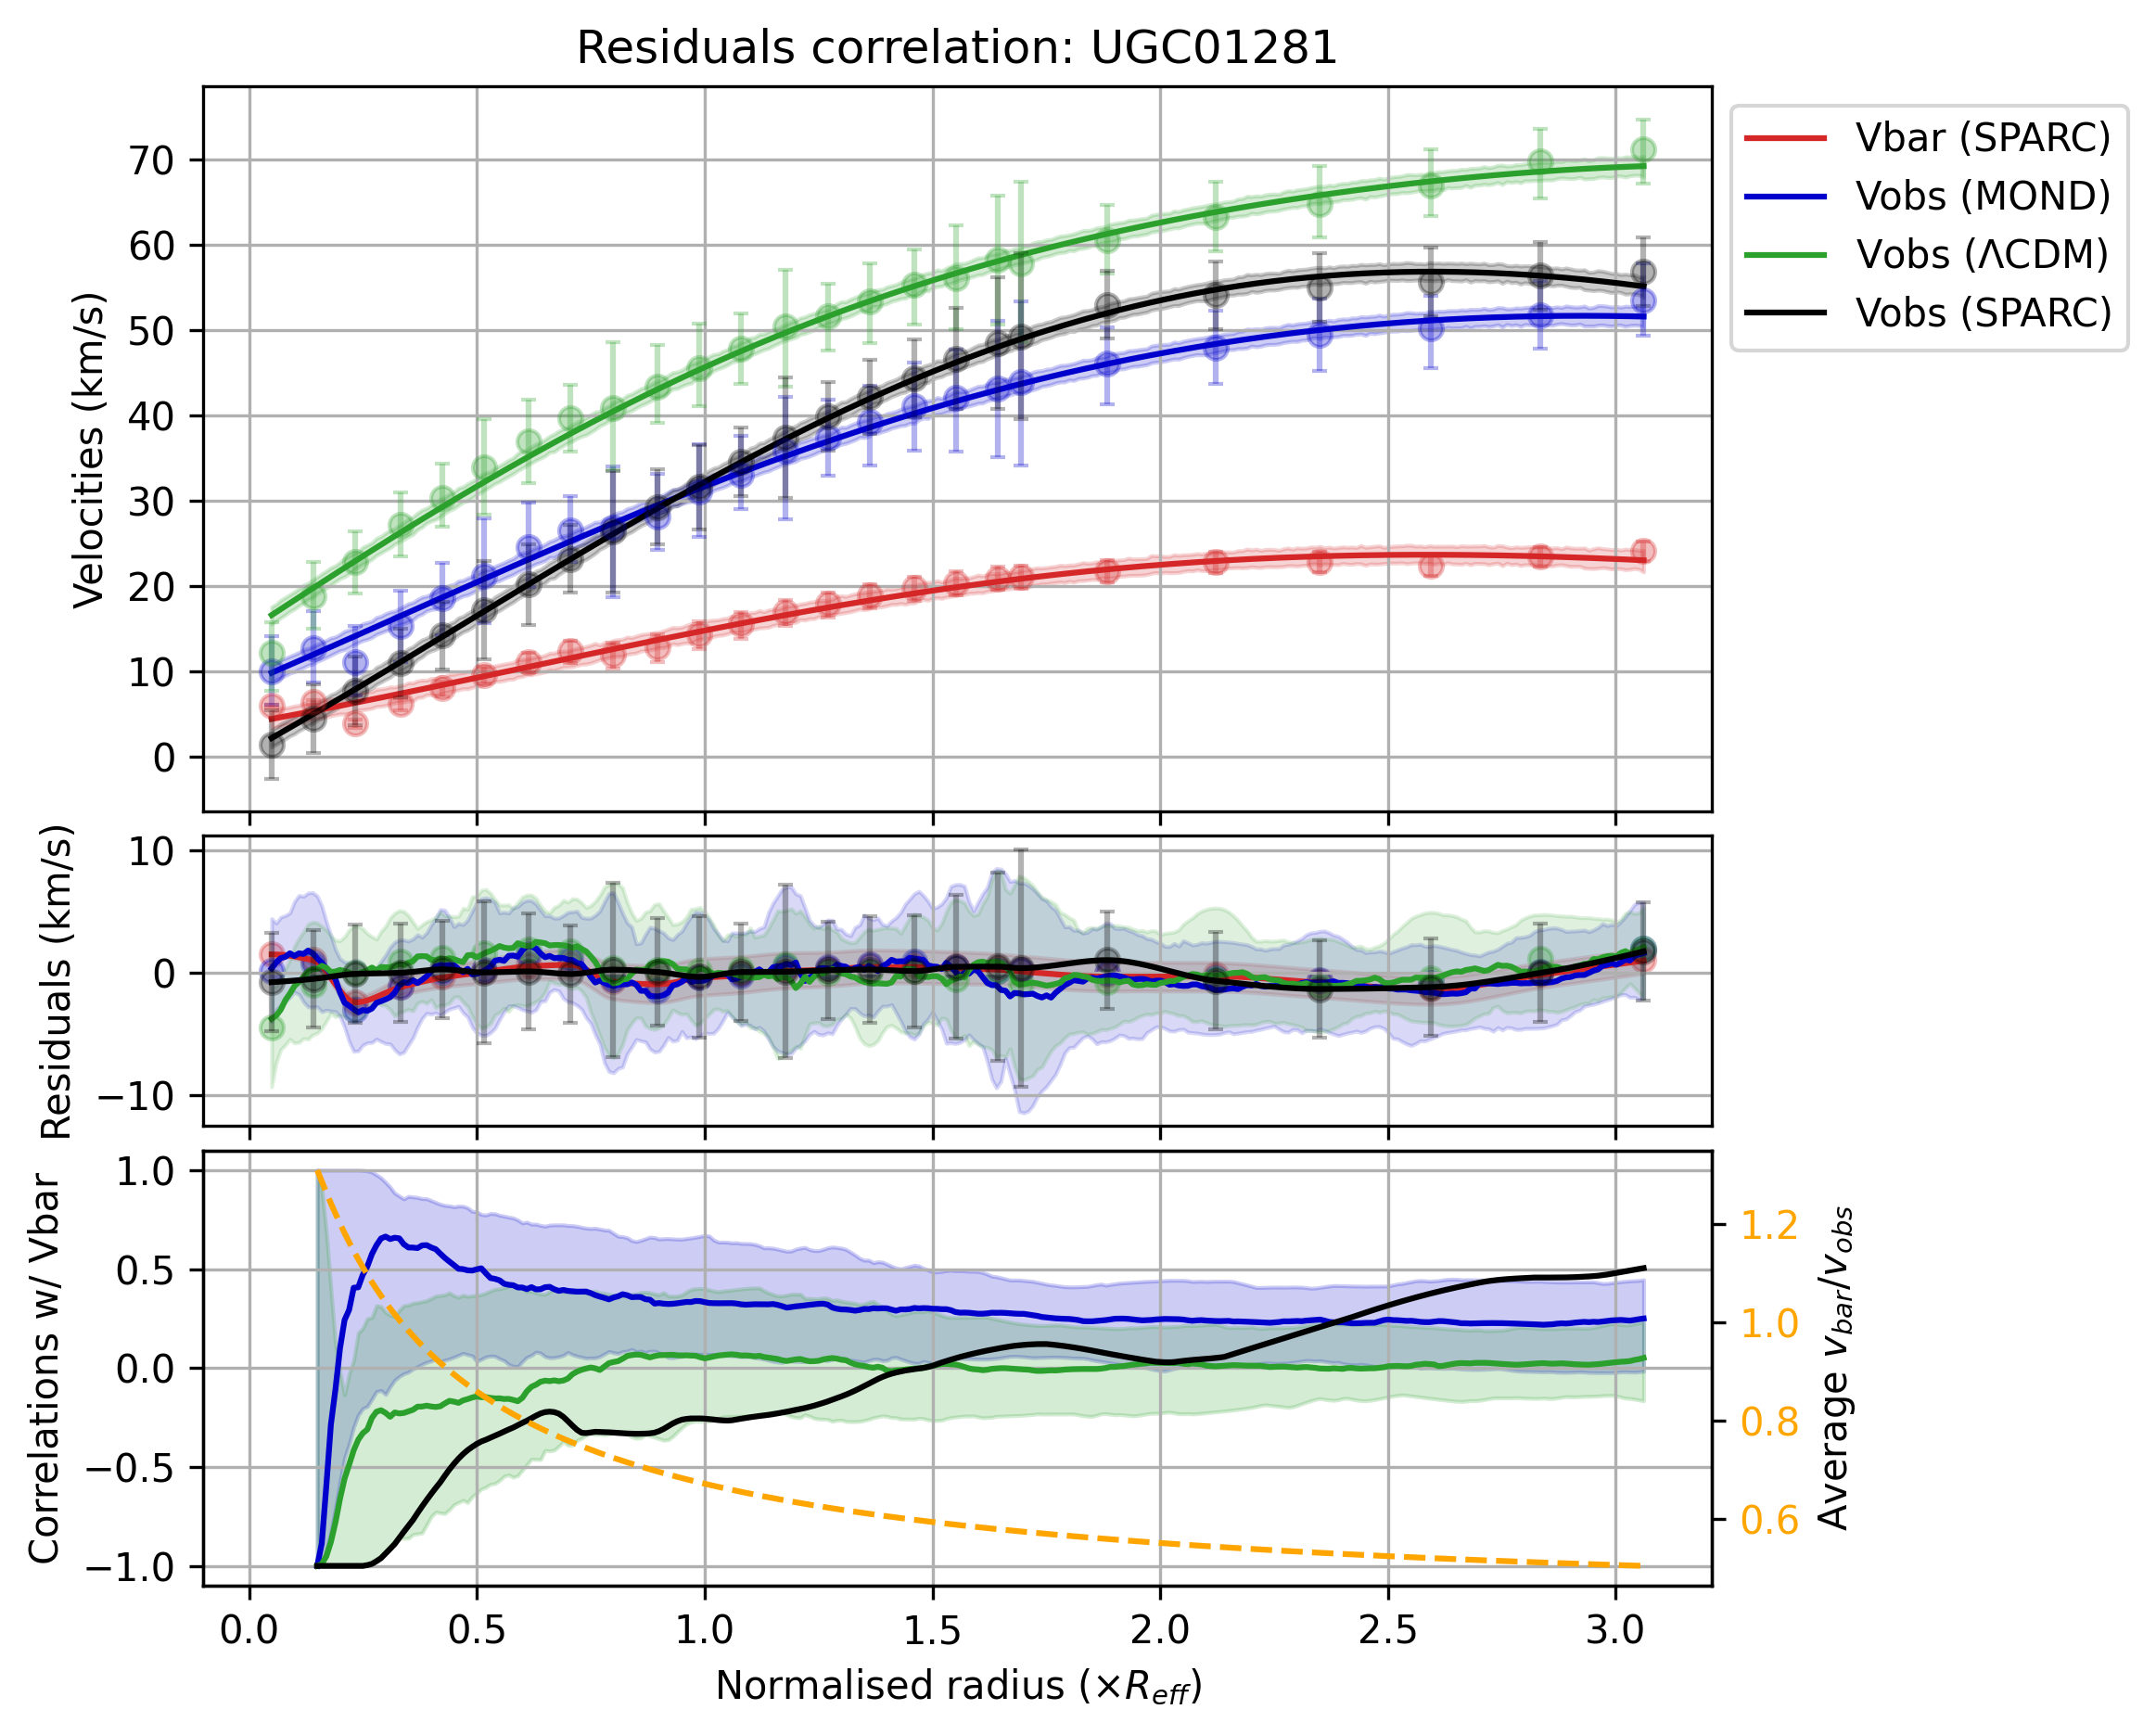 Residuals correlation: UGC01281
Velocities (km/s)
70
60
50
40
30
20
10
0
Vbar (SPARC)
Vobs (MOND)
Vobs (ΛCDM)
Vobs (SPARC)
Residuals (km/s)
10
0
−10
Correlations w/ Vbar
1.0
0.5
0.0
−0.5
−1.0
1.2
1.0
0.8
0.6
Average v_bar/v_obs
0.0 0.5 1.0 1.5 2.0 2.5 3.0
Normalised radius (×R_eff)